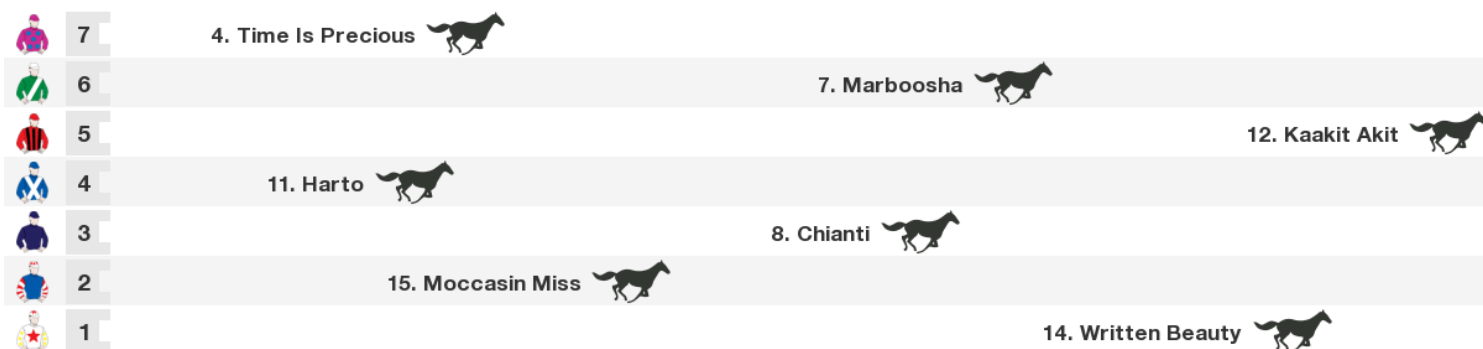 7 4. Time Is Precious
6 7. Marboosha
5 12. Kaakit Akit
4 11. Harto
3 8. Chianti
2 15. Moccasin Miss
1 14. Written Beauty